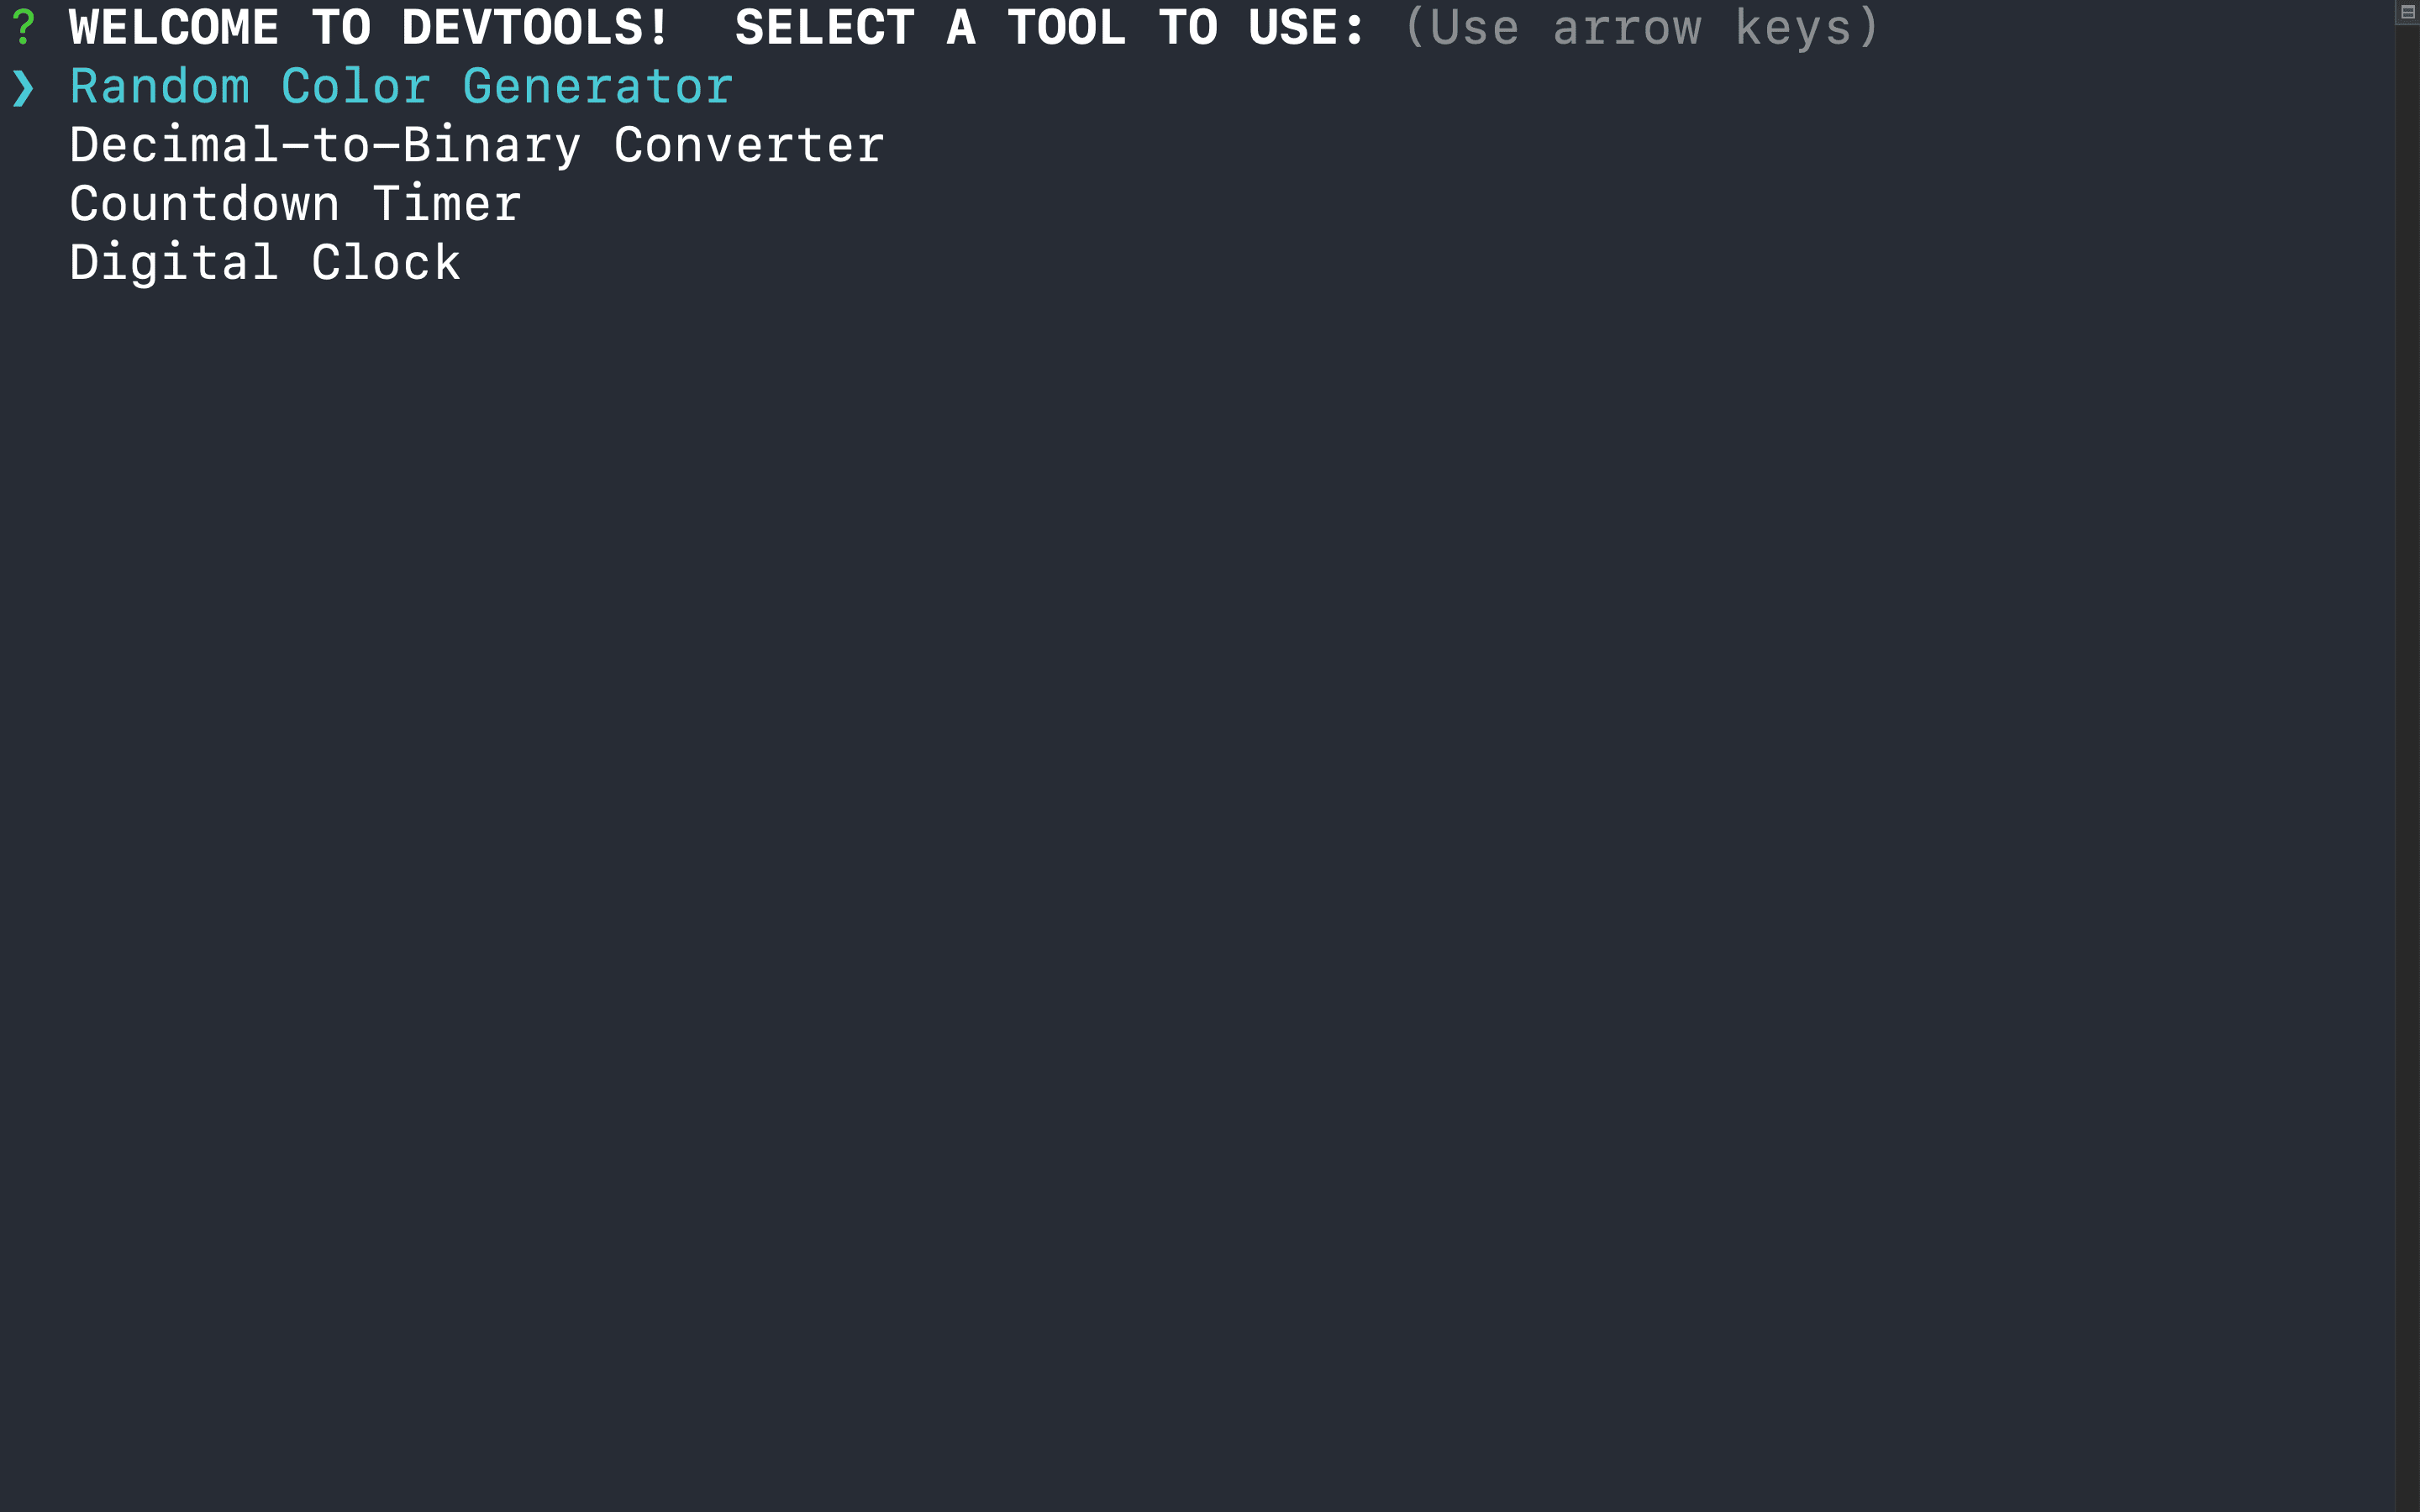 ? WELCOME TO DEVTOOLS!  SELECT A TOOL TO USE: (Use arrow keys)
❯ Random Color Generator
  Decimal-to-Binary Converter
  Countdown Timer
  Digital Clock